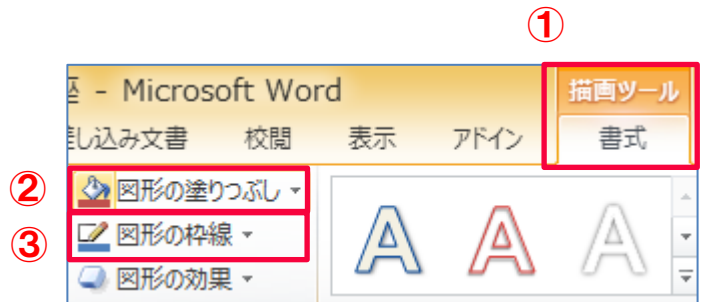 ①
- Microsoft Word
描画ツール
し込み文書 校閲 表示 アドイン 書式
② 図形の塗りつぶし
③ 図形の枠線
図形の効果
A A A